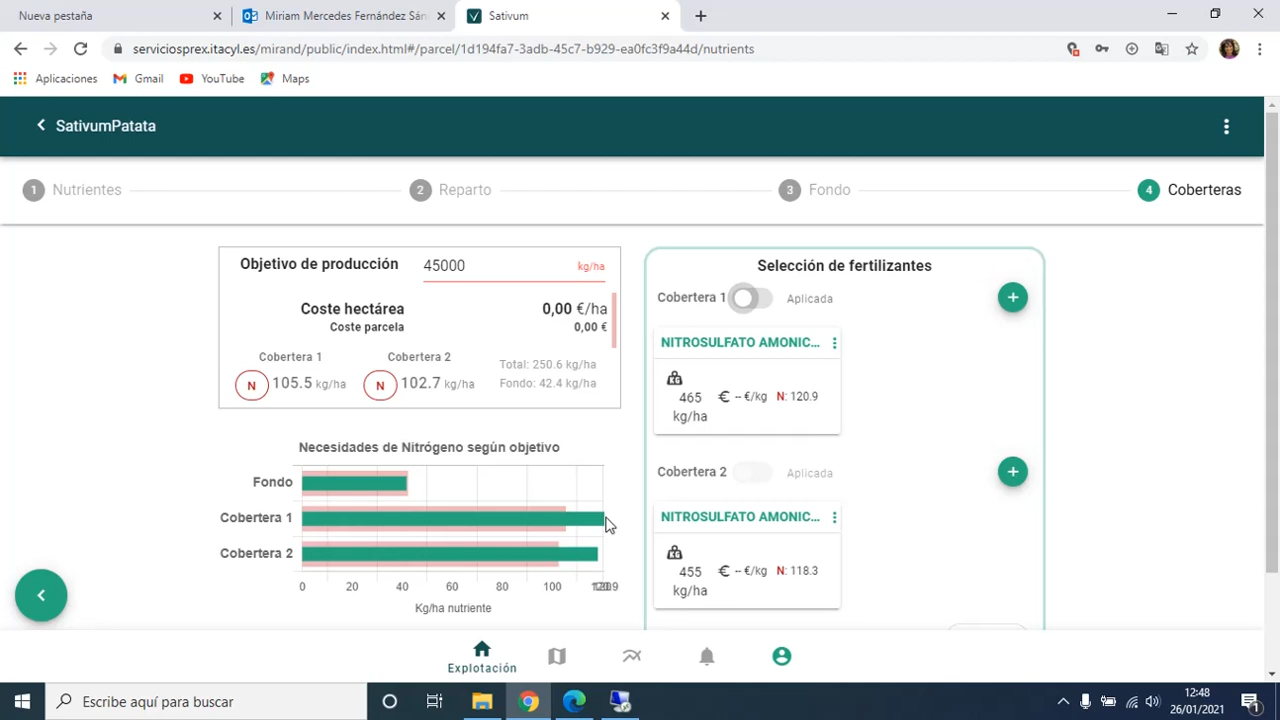 Nueva pestaña
Miriam Mercedes Fernández Sán
Sativum
serviciosprex.itacyl.es/mirand/public/index.html#/parcel/1d194fa7-3adb-45c7-b929-ea0fc3f9a44d/nutrients
Aplicaciones Gmail YouTube Maps
SativumPatata
1 Nutrientes
2 Reparto
3 Fondo
4 Coberteras
Objetivo de producción 45000 kg/ha
Coste hectárea 0,00 €/ha
Coste parcela 0,00 €
Cobertera 1 Cobertera 2 Total: 250.6 kg/ha
N 105.5 kg/ha N 102.7 kg/ha Fondo: 42.4 kg/ha
Necesidades de Nitrógeno según objetivo
Fondo
Cobertera 1
Cobertera 2
0 20 40 60 80 100
Kg/ha nutriente
Selección de fertilizantes
Cobertera 1 Aplicada +
NITROSULFATO AMONIC...
465 kg/ha € -- €/kg N: 120.9
Cobertera 2 Aplicada +
NITROSULFATO AMONIC...
455 kg/ha € -- €/kg N: 118.3
Explotación
Escribe aquí para buscar
12:48
26/01/2021
1